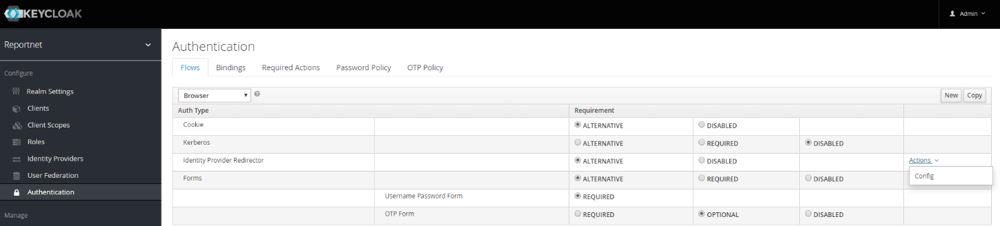 KEYCLOAK
Admin
Reportnet
Configure
Realm Settings
Clients
Client Scopes
Roles
Identity Providers
User Federation
Authentication
Manage
Authentication
Flows Bindings Required Actions Password Policy OTP Policy
Browser New Copy
Auth Type Requirement
Cookie ALTERNATIVE DISABLED
Kerberos ALTERNATIVE REQUIRED DISABLED
Identity Provider Redirector ALTERNATIVE DISABLED Actions
Config
Forms ALTERNATIVE REQUIRED DISABLED
Username Password Form REQUIRED
OTP Form REQUIRED OPTIONAL DISABLED